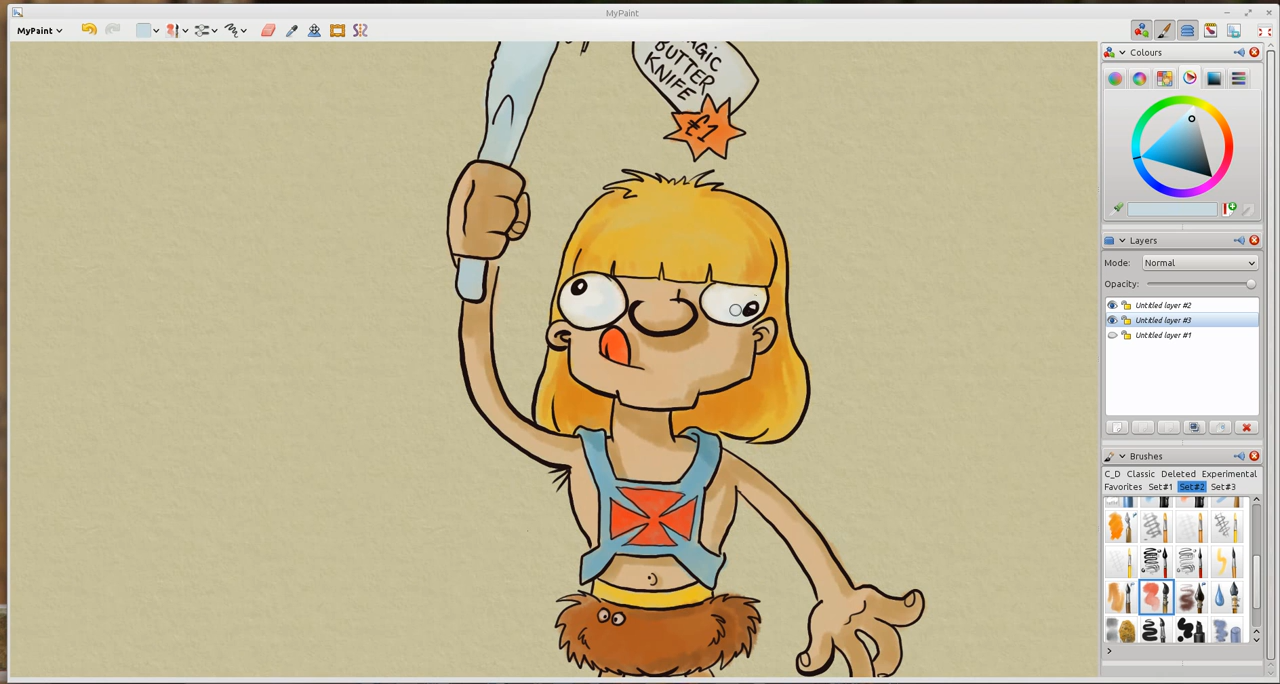 MyPaint
MyPaint
AGIC
BUTTER
KNIFE
£1
Colours
Layers
Mode: Normal
Opacity:
Untitled layer #2
Untitled layer #3
Untitled layer #1
Brushes
C_D Classic Deleted Experimental
Favorites Set#1 Set#2 Set#3